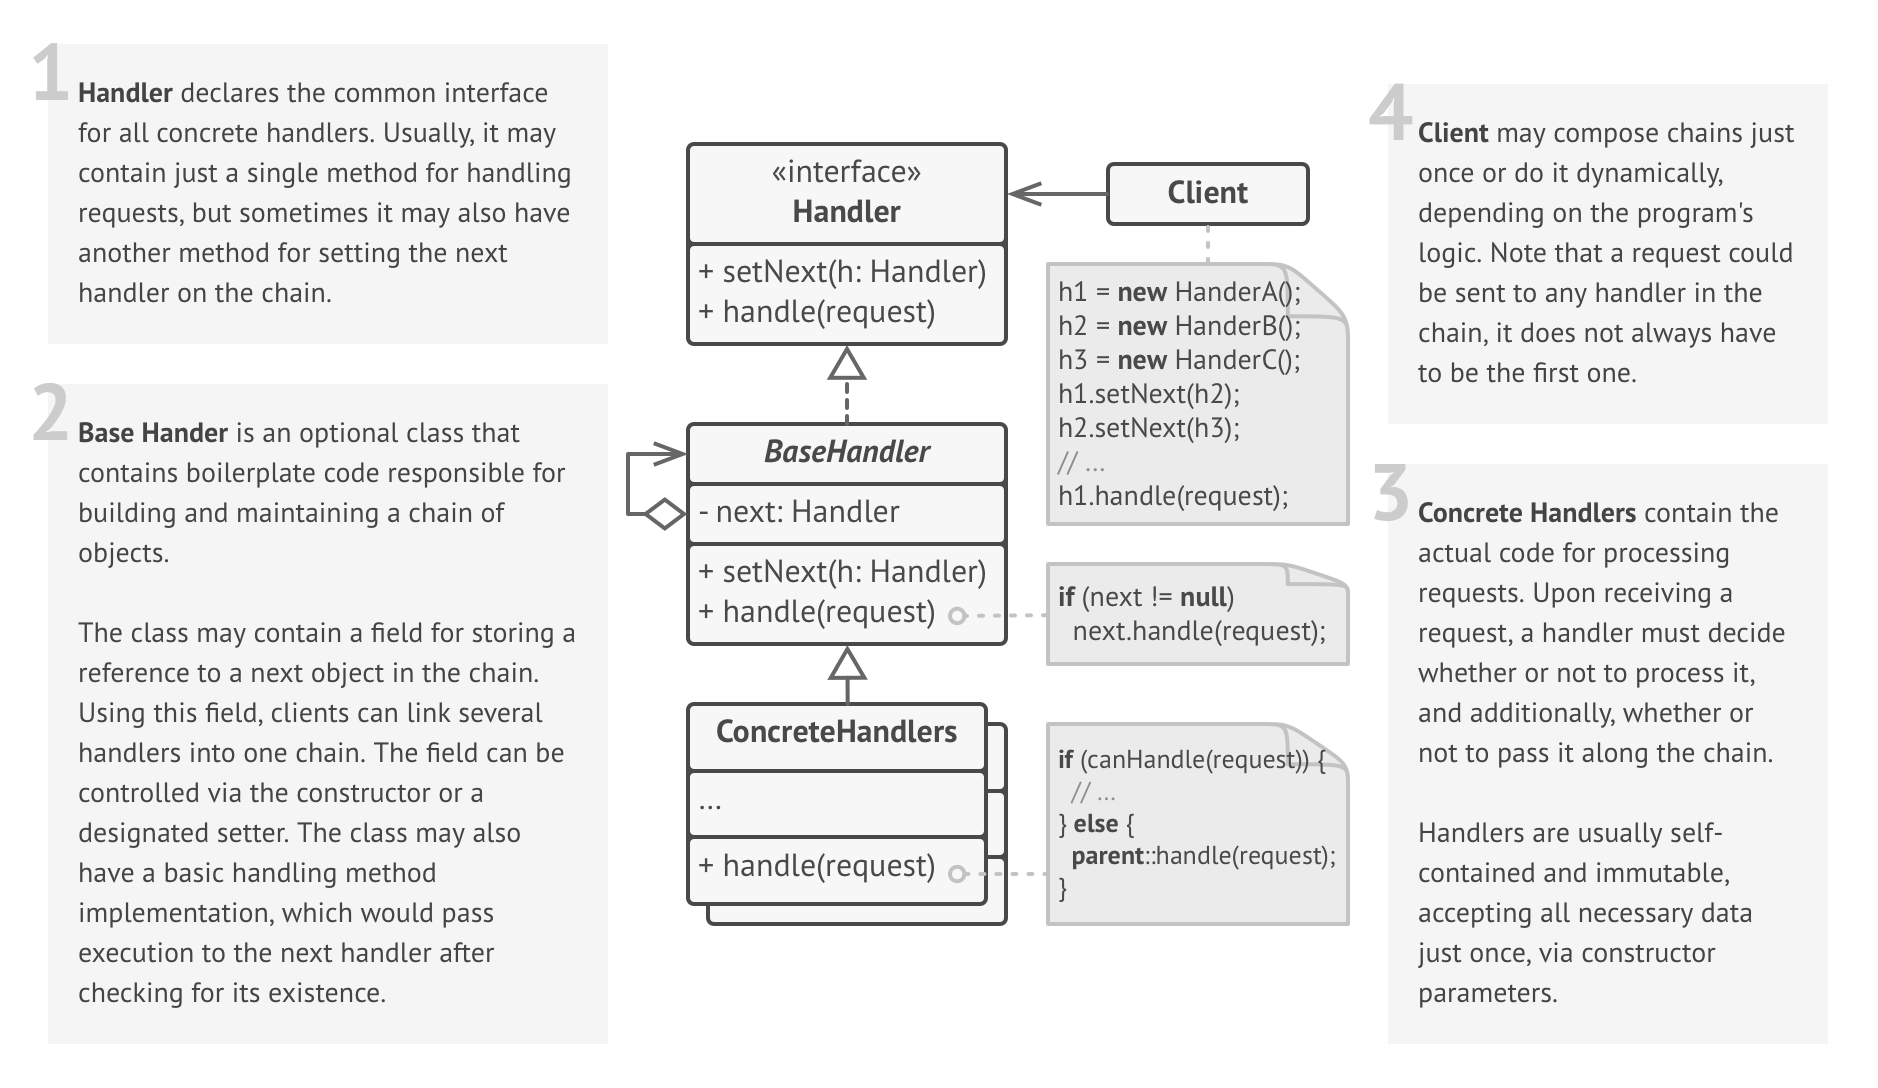 1
Handler declares the common interface
for all concrete handlers. Usually, it may
contain just a single method for handling
requests, but sometimes it may also have
another method for setting the next
handler on the chain.
2
Base Hander is an optional class that
contains boilerplate code responsible for
building and maintaining a chain of
objects.
The class may contain a field for storing a
reference to a next object in the chain.
Using this field, clients can link several
handlers into one chain. The field can be
controlled via the constructor or a
designated setter. The class may also
have a basic handling method
implementation, which would pass
execution to the next handler after
checking for its existence.
«interface»
Handler
+ setNext(h: Handler)
+ handle(request)
BaseHandler
- next: Handler
+ setNext(h: Handler)
+ handle(request)
ConcreteHandlers
...
+ handle(request)
Client
h1 = new HanderA();
h2 = new HanderB();
h3 = new HanderC();
h1.setNext(h2);
h2.setNext(h3);
// ...
h1.handle(request);
if (next != null)
next.handle(request);
if (canHandle(request)) {
// ...
} else {
parent::handle(request);
}
4
Client may compose chains just
once or do it dynamically,
depending on the program's
logic. Note that a request could
be sent to any handler in the
chain, it does not always have
to be the first one.
3
Concrete Handlers contain the
actual code for processing
requests. Upon receiving a
request, a handler must decide
whether or not to process it,
and additionally, whether or
not to pass it along the chain.
Handlers are usually self-
contained and immutable,
accepting all necessary data
just once, via constructor
parameters.